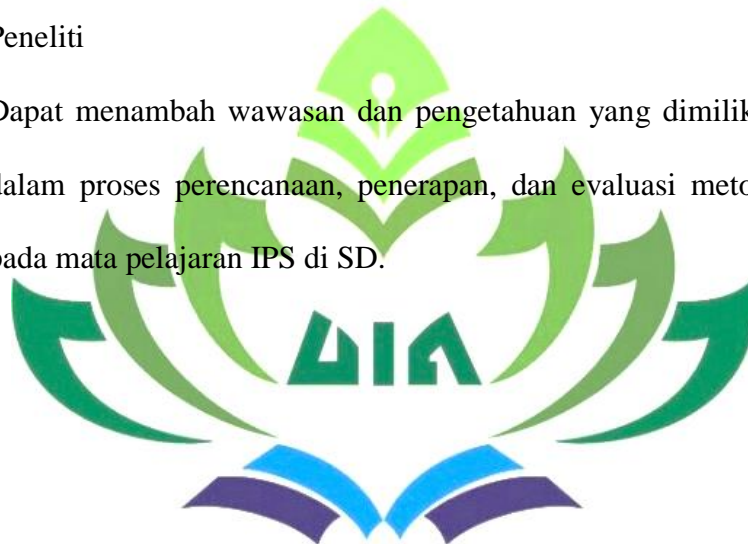 Peneliti
Dapat menambah wawasan dan pengetahuan yang dimilik
dalam proses perencanaan, penerapan, dan evaluasi meto
pada mata pelajaran IPS di SD.
UIN